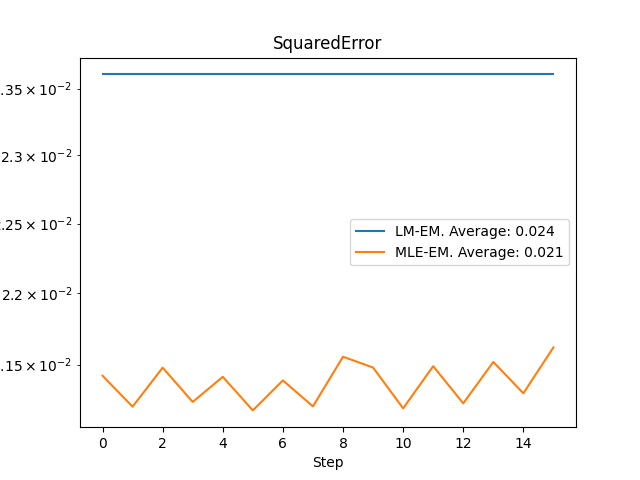 SquaredError
.35 × 10⁻²
2.3 × 10⁻²
.25 × 10⁻²
2.2 × 10⁻²
.15 × 10⁻²
LM-EM. Average: 0.024
MLE-EM. Average: 0.021
0 2 4 6 8 10 12 14
Step